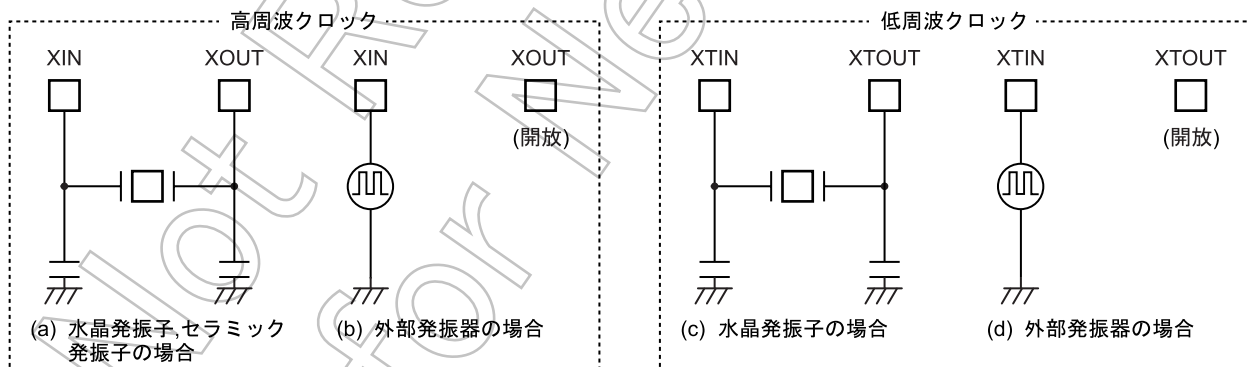 高周波クロック
低周波クロック
XIN XOUT XIN XOUT
XTIN XTOUT XTIN XTOUT
(開放)
(開放)
(a) 水晶発振子,セラミック
発振子の場合
(b) 外部発振器の場合
(c) 水晶発振子の場合
(d) 外部発振器の場合
Not R
for Ne